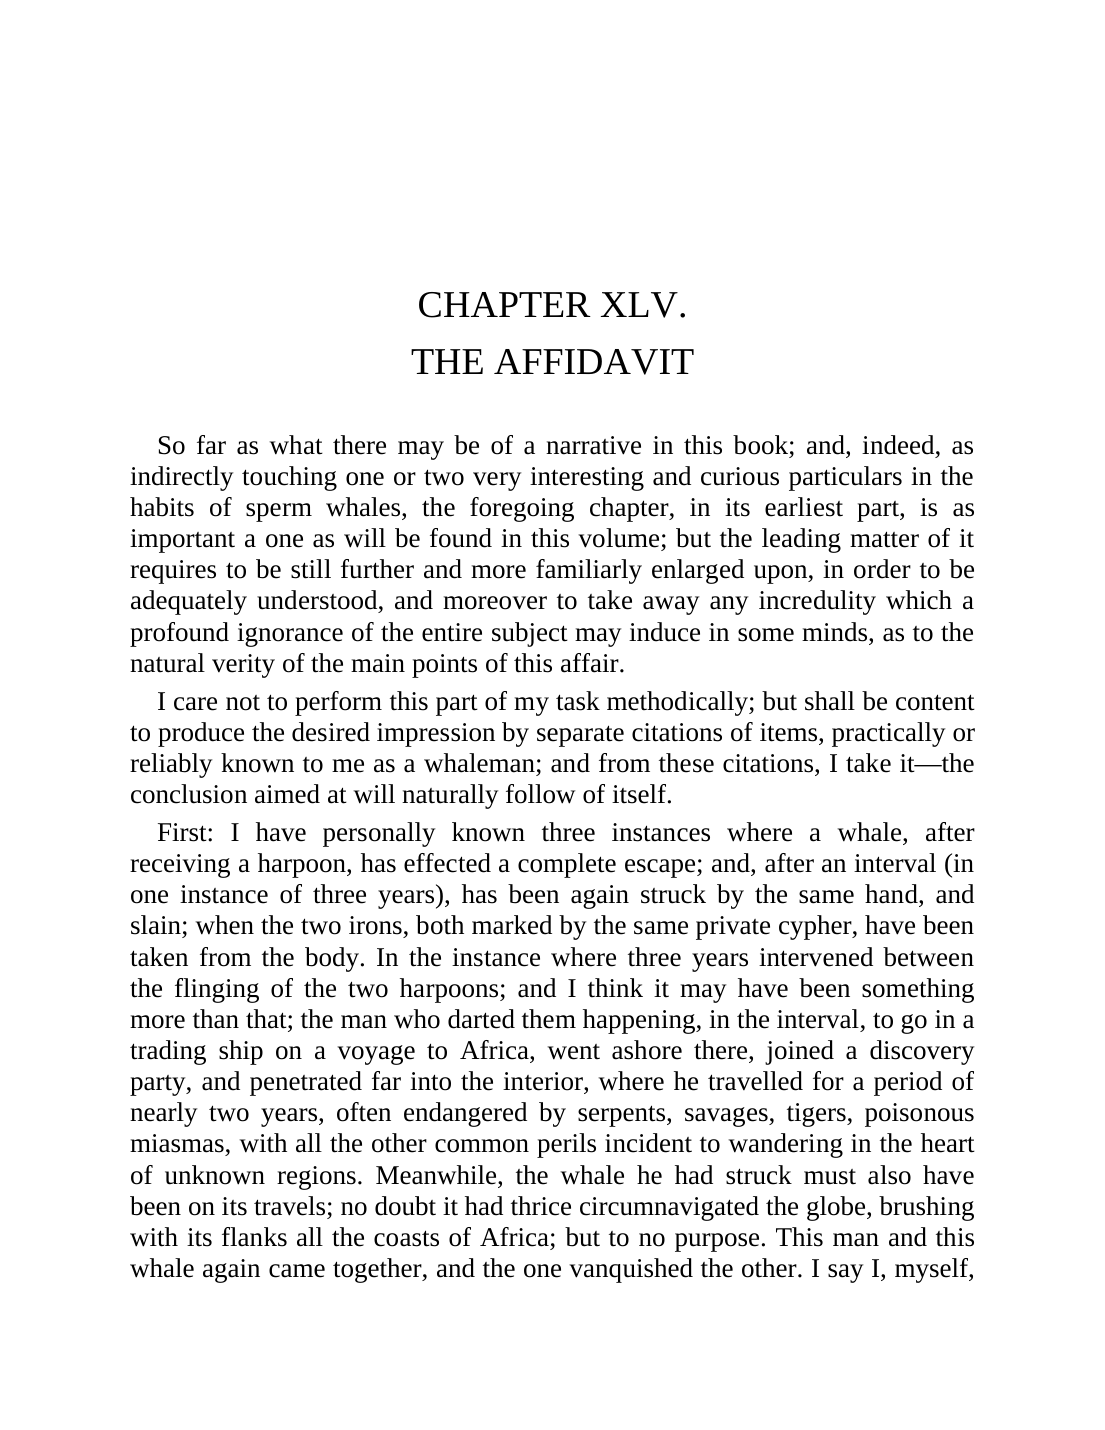 CHAPTER XLV.
THE AFFIDAVIT
So far as what there may be of a narrative in this book; and, indeed, as
indirectly touching one or two very interesting and curious particulars in the
habits of sperm whales, the foregoing chapter, in its earliest part, is as
important a one as will be found in this volume; but the leading matter of it
requires to be still further and more familiarly enlarged upon, in order to be
adequately understood, and moreover to take away any incredulity which a
profound ignorance of the entire subject may induce in some minds, as to the
natural verity of the main points of this affair.
I care not to perform this part of my task methodically; but shall be content
to produce the desired impression by separate citations of items, practically or
reliably known to me as a whaleman; and from these citations, I take it—the
conclusion aimed at will naturally follow of itself.
First: I have personally known three instances where a whale, after
receiving a harpoon, has effected a complete escape; and, after an interval (in
one instance of three years), has been again struck by the same hand, and
slain; when the two irons, both marked by the same private cypher, have been
taken from the body. In the instance where three years intervened between
the flinging of the two harpoons; and I think it may have been something
more than that; the man who darted them happening, in the interval, to go in a
trading ship on a voyage to Africa, went ashore there, joined a discovery
party, and penetrated far into the interior, where he travelled for a period of
nearly two years, often endangered by serpents, savages, tigers, poisonous
miasmas, with all the other common perils incident to wandering in the heart
of unknown regions. Meanwhile, the whale he had struck must also have
been on its travels; no doubt it had thrice circumnavigated the globe, brushing
with its flanks all the coasts of Africa; but to no purpose. This man and this
whale again came together, and the one vanquished the other. I say I, myself,